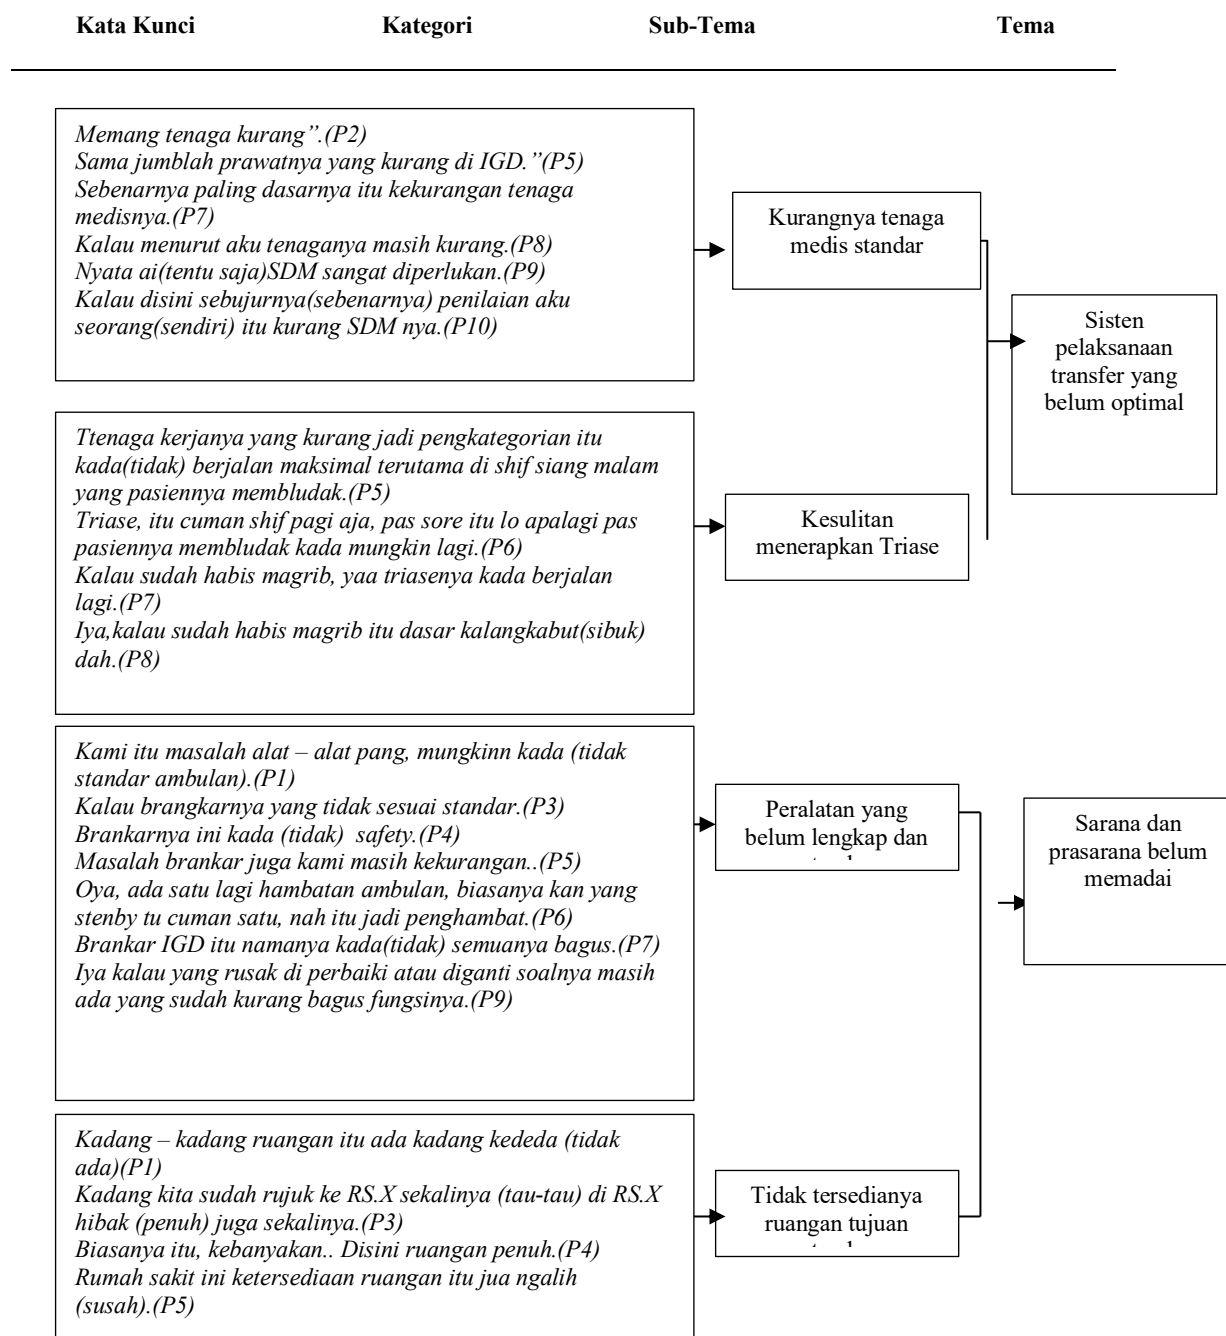 Kata Kunci Kategori Sub-Tema Tema
Memang tenaga kurang”.(P2)
Sama jumblah prawatnya yang kurang di IGD.”(P5)
Sebenarnya paling dasarnya itu kekurangan tenaga
medisnya.(P7)
Kalau menurut aku tenaganya masih kurang.(P8)
Nyata ai(tentu saja)SDM sangat diperlukan.(P9)
Kalau disini sebujurnya(sebenarnya) penilaian aku
seorang(sendiri) itu kurang SDM nya.(P10)
Kurangnya tenaga
medis standar
Sisten
pelaksanaan
transfer yang
belum optimal
Ttenaga kerjanya yang kurang jadi pengkategorian itu
kada(tidak) berjalan maksimal terutama di shif siang malam
yang pasiennya membludak.(P5)
Triase, itu cuman shif pagi aja, pas sore itu lo apalagi pas
pasiennya membludak kada mungkin lagi.(P6)
Kalau sudah habis magrib, yaa triasenya kada berjalan
lagi.(P7)
Iya,kalau sudah habis magrib itu dasar kalangkabut(sibuk)
dah.(P8)
Kesulitan
menerapkan Triase
Kami itu masalah alat – alat pang, mungkinn kada (tidak
standar ambulan).(P1)
Kalau brangkarnya yang tidak sesuai standar.(P3)
Brankarnya ini kada (tidak) safety.(P4)
Masalah brankar juga kami masih kekurangan..(P5)
Oya, ada satu lagi hambatan ambulan, biasanya kan yang
stenby tu cuman satu, nah itu jadi penghambat.(P6)
Brankar IGD itu namanya kada(tidak) semuanya bagus.(P7)
Iya kalau yang rusak di perbaiki atau diganti soalnya masih
ada yang sudah kurang bagus fungsinya.(P9)
Peralatan yang
belum lengkap dan
Sarana dan
prasarana belum
memadai
Kadang – kadang ruangan itu ada kadang kededa (tidak
ada)(P1)
Kadang kita sudah rujuk ke RS.X sekalinya (tau-tau) di RS.X
hibak (penuh) juga sekalinya.(P3)
Biasanya itu, kebanyakan.. Disini ruangan penuh.(P4)
Rumah sakit ini ketersediaan ruangan itu jua ngalih
(susah).(P5)
Tidak tersedianya
ruangan tujuan